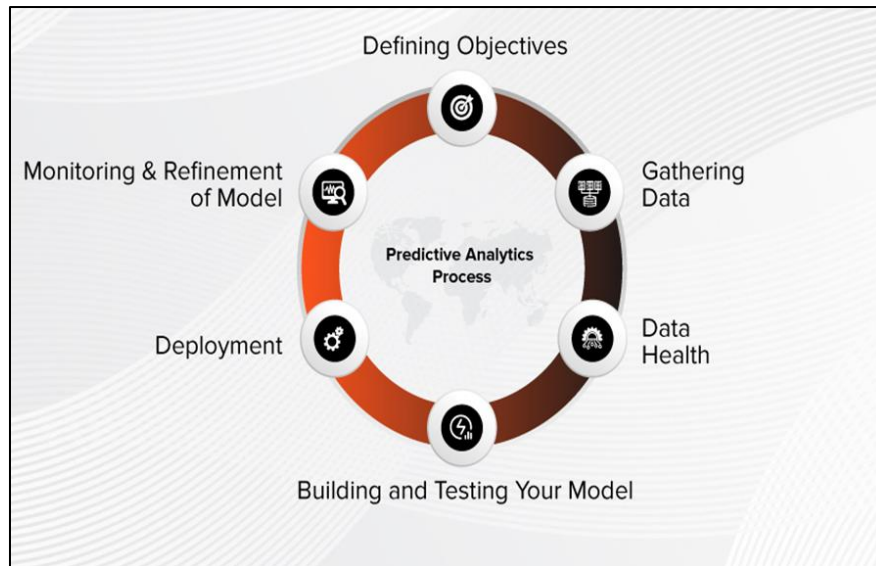 Defining Objectives
Gathering
Data
Data
Health
Building and Testing Your Model
Deployment
Monitoring & Refinement
of Model
Predictive Analytics
Process